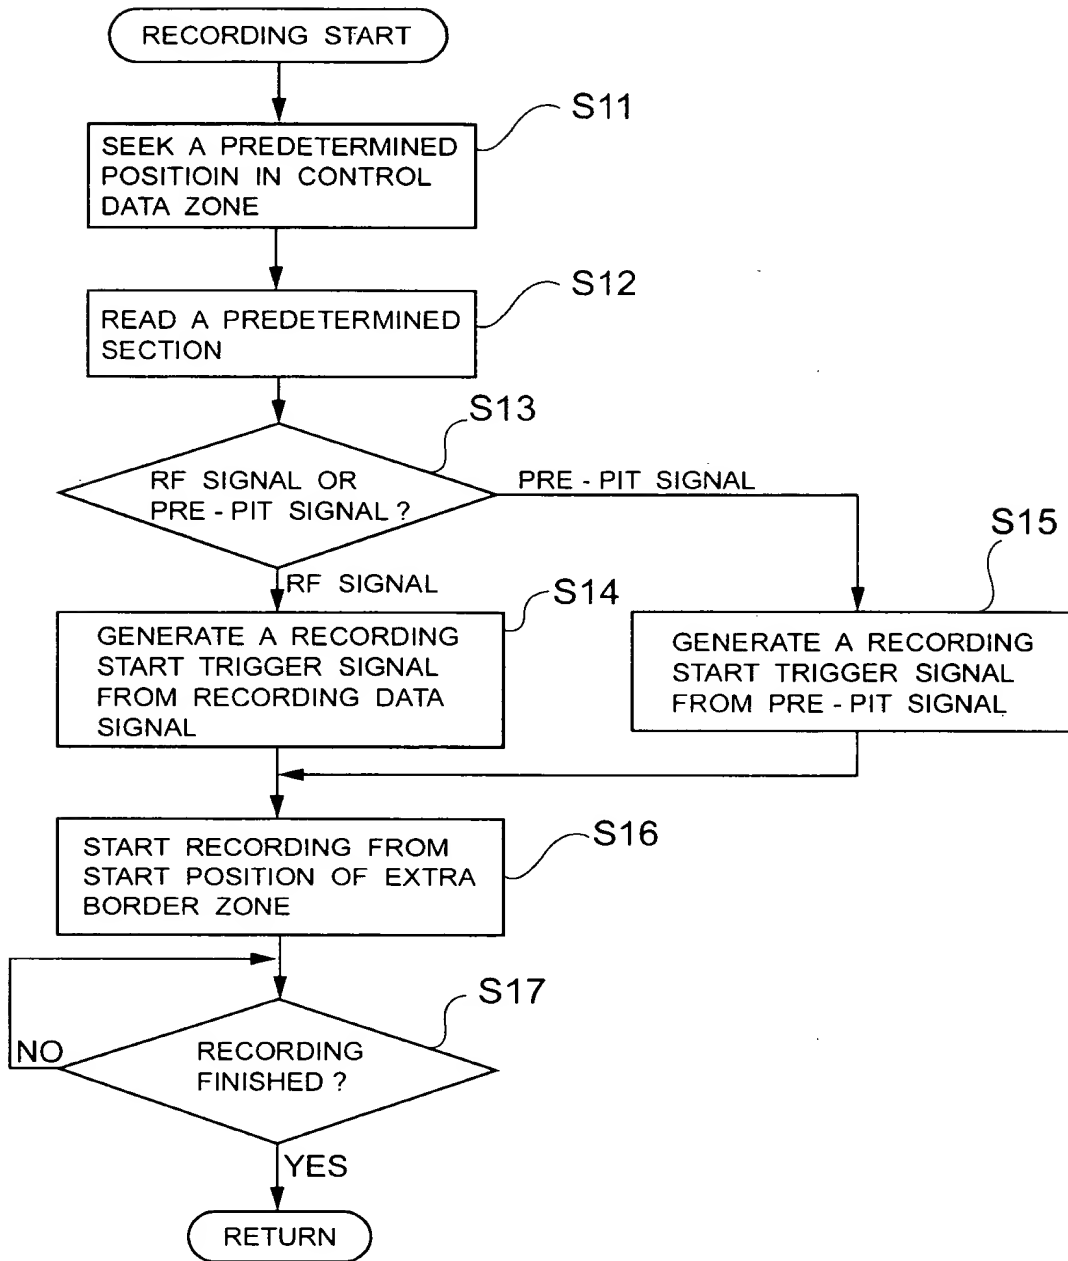 RECORDING START
S11
SEEK A PREDETERMINED
POSITIOIN IN CONTROL
DATA ZONE
S12
READ A PREDETERMINED
SECTION
S13
RF SIGNAL OR
PRE - PIT SIGNAL ?
PRE - PIT SIGNAL
RF SIGNAL
S14
GENERATE A RECORDING
START TRIGGER SIGNAL
FROM RECORDING DATA
SIGNAL
S15
GENERATE A RECORDING
START TRIGGER SIGNAL
FROM PRE - PIT SIGNAL
S16
START RECORDING FROM
START POSITION OF EXTRA
BORDER ZONE
S17
RECORDING
FINISHED ?
NO
YES
RETURN